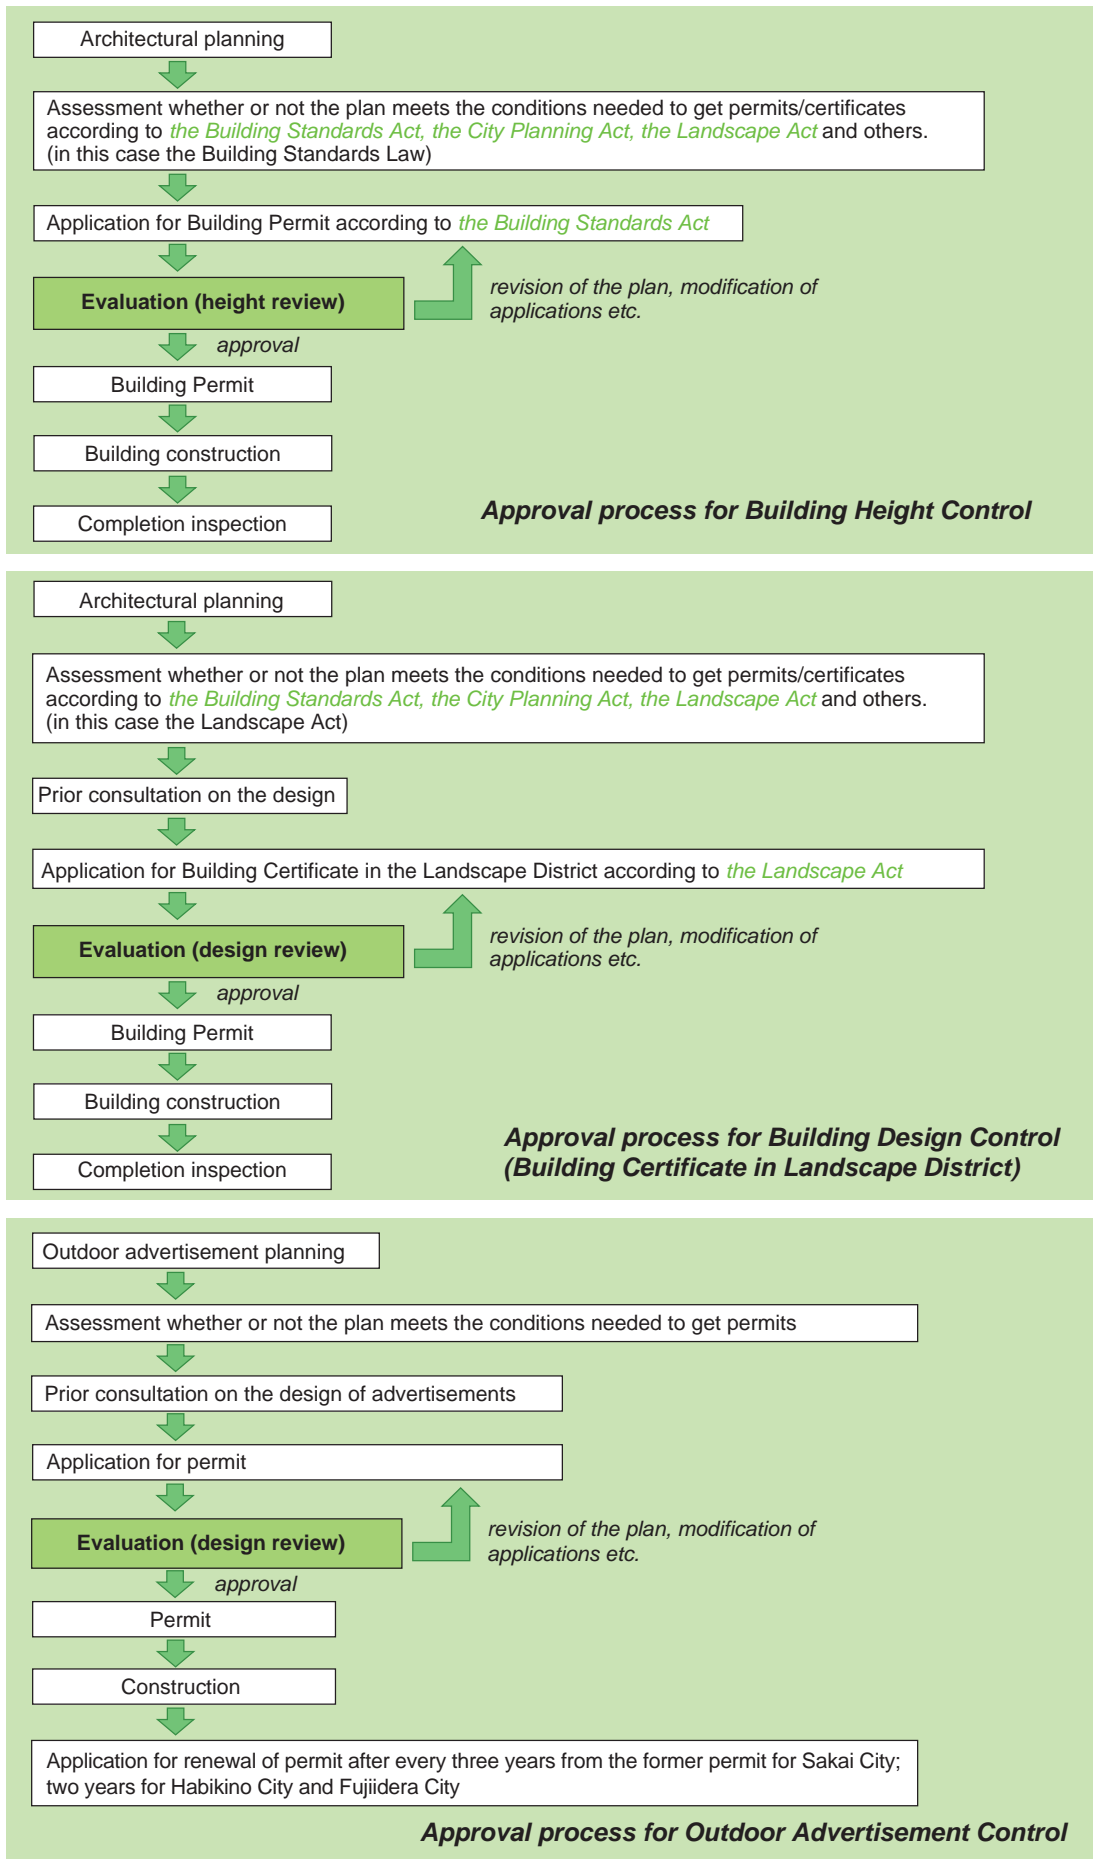 Architectural planning
Assessment whether or not the plan meets the conditions needed to get permits/certificates
according to the Building Standards Act, the City Planning Act, the Landscape Act and others.
(in this case the Building Standards Law)
Application for Building Permit according to the Building Standards Act
Evaluation (height review)
revision of the plan, modification of
applications etc.
approval
Building Permit
Building construction
Completion inspection
Approval process for Building Height Control
Architectural planning
Assessment whether or not the plan meets the conditions needed to get permits/certificates
according to the Building Standards Act, the City Planning Act, the Landscape Act and others.
(in this case the Landscape Act)
Prior consultation on the design
Application for Building Certificate in the Landscape District according to the Landscape Act
Evaluation (design review)
revision of the plan, modification of
applications etc.
approval
Building Permit
Building construction
Completion inspection
Approval process for Building Design Control
(Building Certificate in Landscape District)
Outdoor advertisement planning
Assessment whether or not the plan meets the conditions needed to get permits
Prior consultation on the design of advertisements
Application for permit
Evaluation (design review)
revision of the plan, modification of
applications etc.
approval
Permit
Construction
Application for renewal of permit after every three years from the former permit for Sakai City;
two years for Habikino City and Fujiidera City
Approval process for Outdoor Advertisement Control